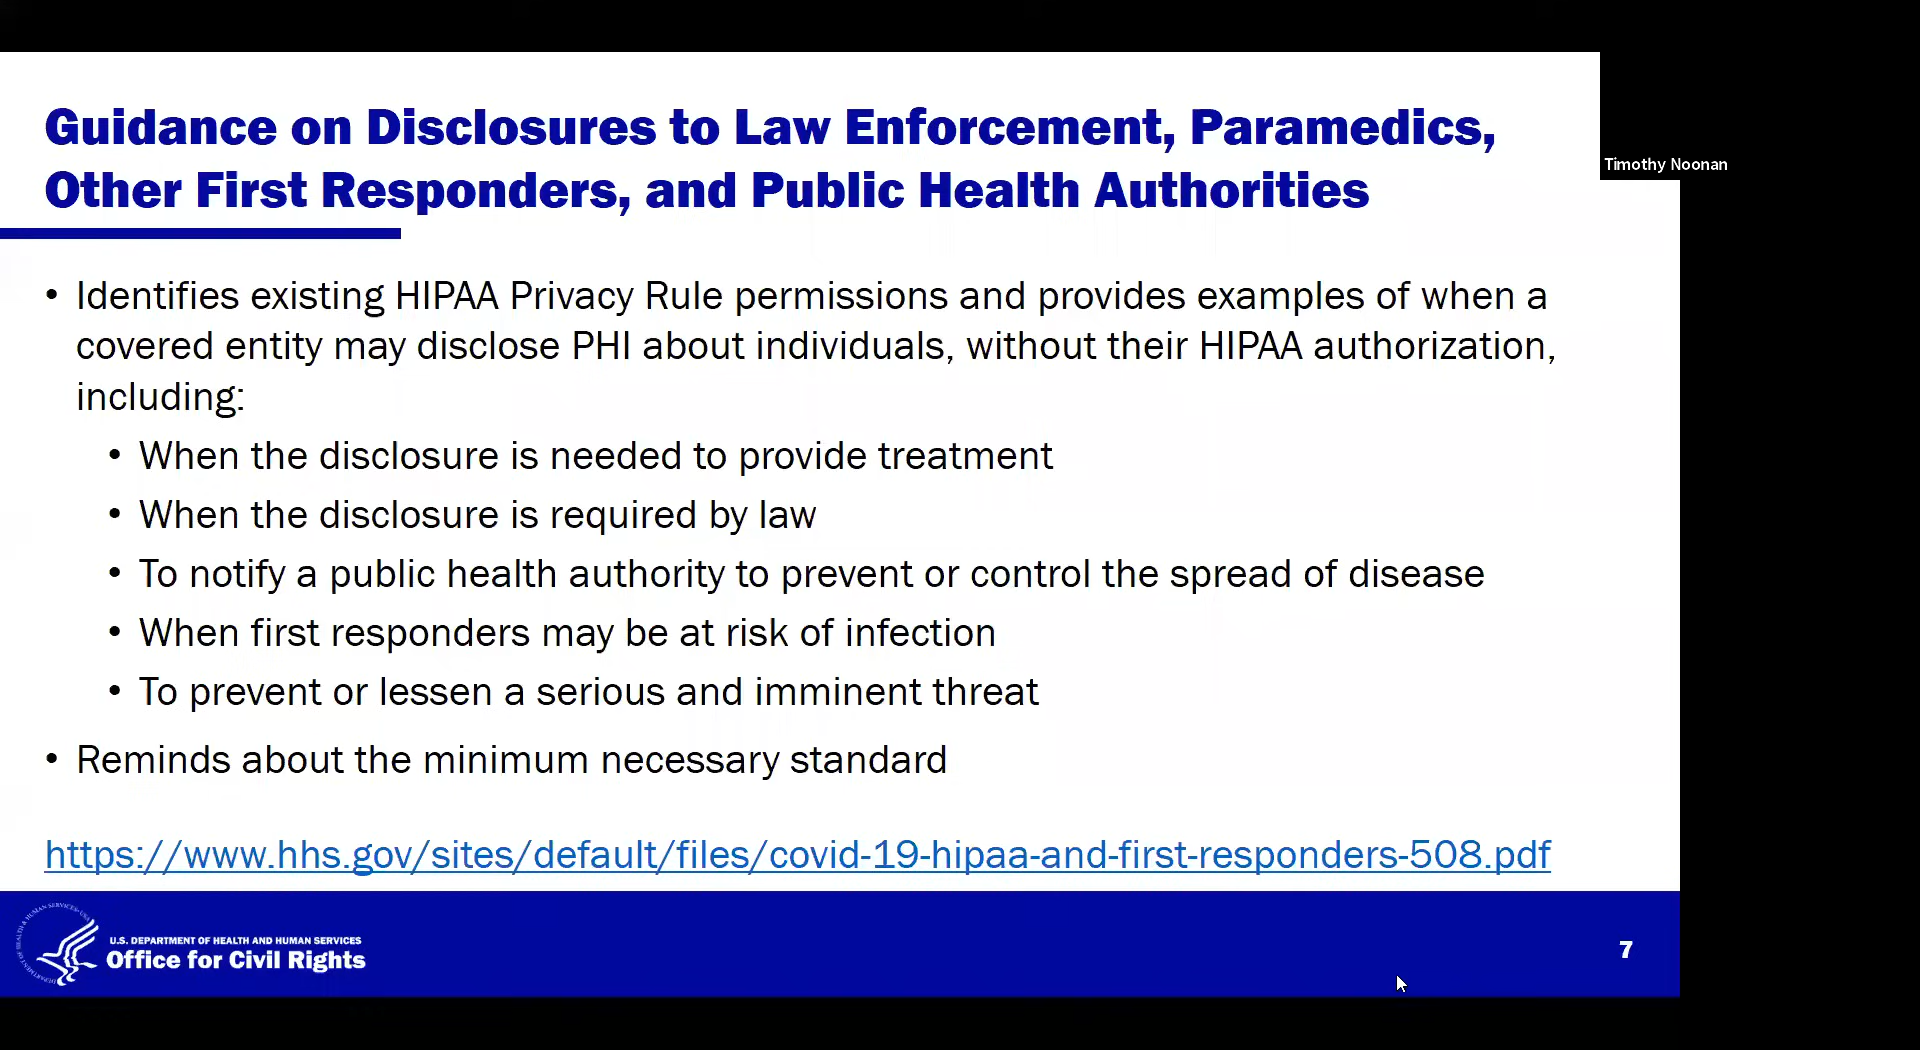 Guidance on Disclosures to Law Enforcement, Paramedics,
Other First Responders, and Public Health Authorities
Timothy Noonan
• Identifies existing HIPAA Privacy Rule permissions and provides examples of when a
covered entity may disclose PHI about individuals, without their HIPAA authorization,
including:
• When the disclosure is needed to provide treatment
• When the disclosure is required by law
• To notify a public health authority to prevent or control the spread of disease
• When first responders may be at risk of infection
• To prevent or lessen a serious and imminent threat
• Reminds about the minimum necessary standard
https://www.hhs.gov/sites/default/files/covid-19-hipaa-and-first-responders-508.pdf
DEPARTMENT OF HEALTH & HUMAN SERVICES • USA
U.S. DEPARTMENT OF HEALTH AND HUMAN SERVICES
Office for Civil Rights
7